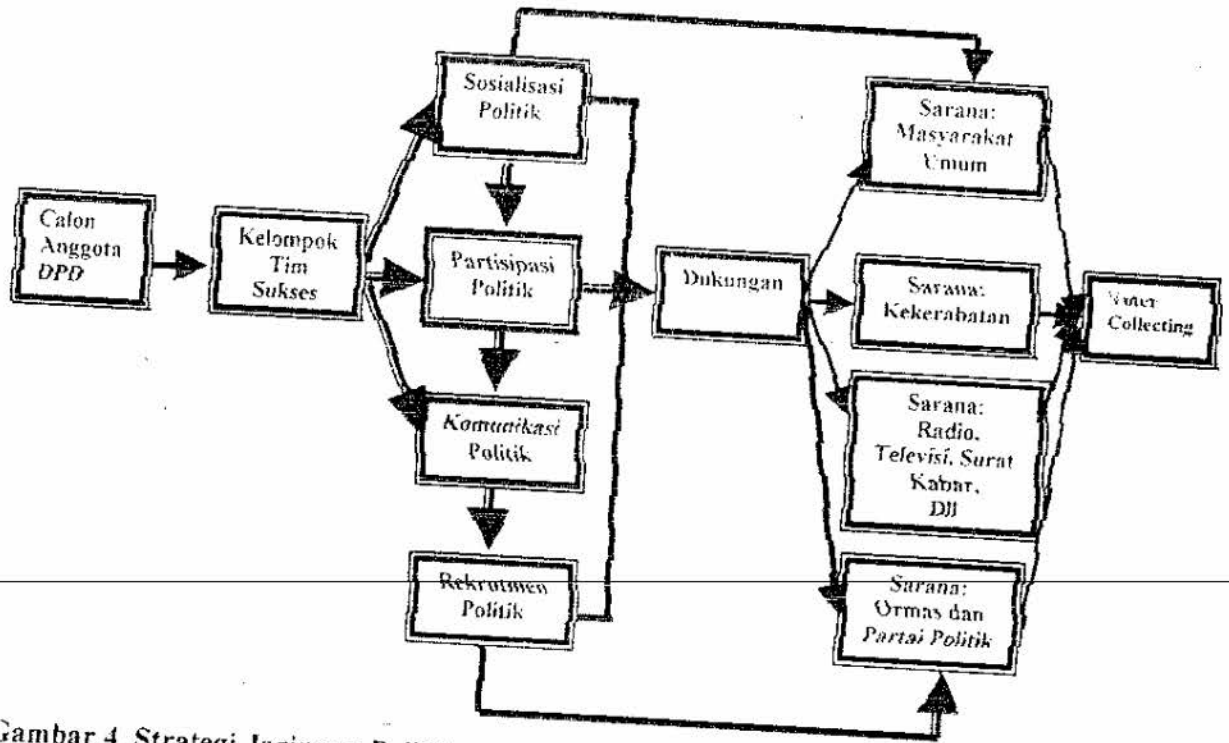 Sosialisasi
Politik
Sarana:
Masyarakat
Umum
Calon
Anggota
DPD
Kelompok
Tim
Sukses
Partisipasi
Politik
Dukungan
Sarana:
Kekerabatan
Voter
Collecting
Komunikasi
Politik
Sarana:
Radio,
Televisi, Surat
Kabar,
Dll
Rekrutmen
Politik
Sarana:
Ormas dan
Partai Politik
Gambar 4. Strategi